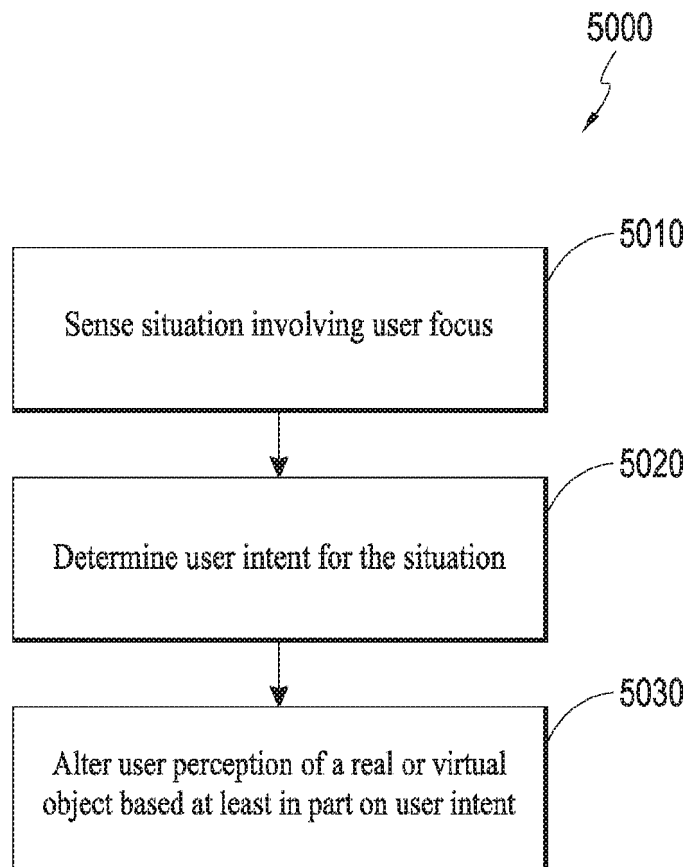 5000
5010
Sense situation involving user focus
5020
Determine user intent for the situation
5030
Alter user perception of a real or virtual
object based at least in part on user intent